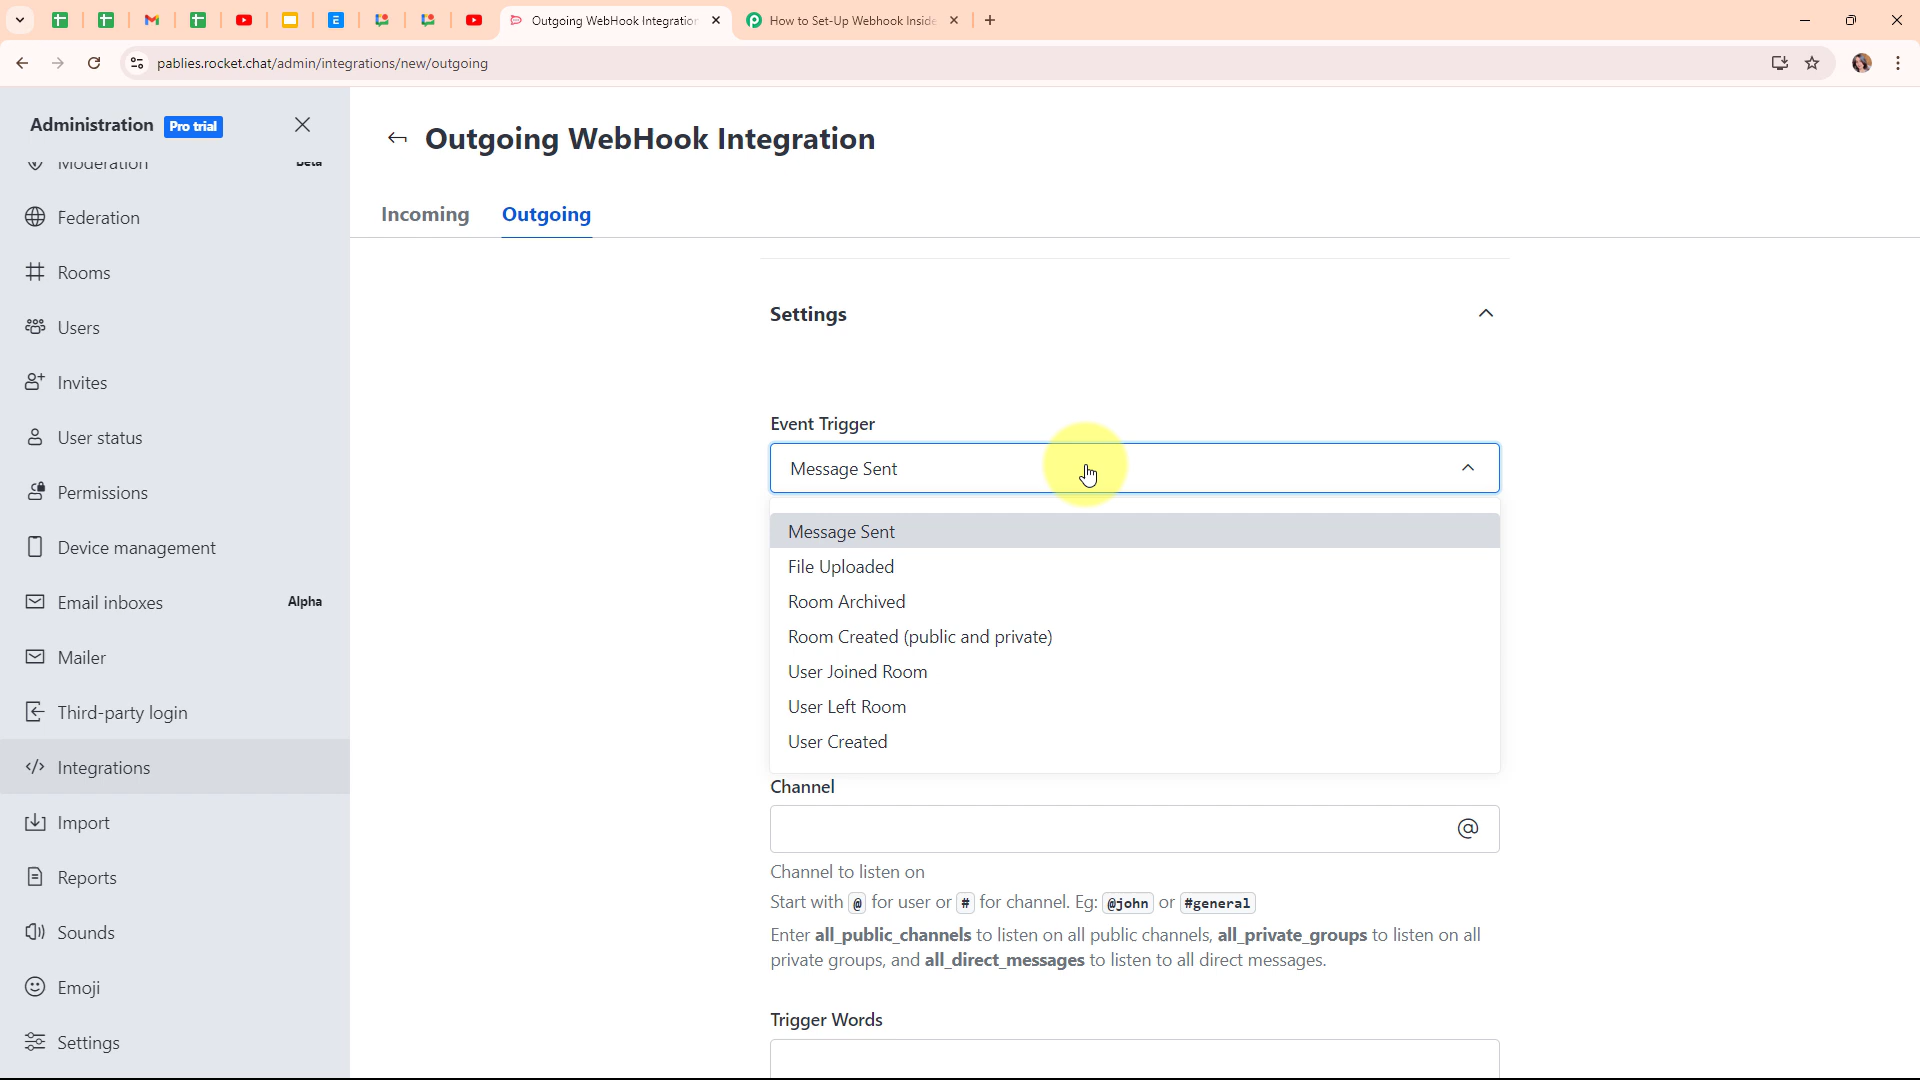 Outgoing WebHook Integration
How to Set-Up Webhook Inside
pablies.rocket.chat/admin/integrations/new/outgoing
Administration Pro trial
Moderation Beta
Federation
Rooms
Users
Invites
User status
Permissions
Device management
Email inboxes Alpha
Mailer
Third-party login
Integrations
Import
Reports
Sounds
Emoji
Settings
Outgoing WebHook Integration
Incoming Outgoing
Settings
Event Trigger
Message Sent
Message Sent
File Uploaded
Room Archived
Room Created (public and private)
User Joined Room
User Left Room
User Created
Channel
@
Channel to listen on
Start with @ for user or # for channel. Eg: @john or #general
Enter all_public_channels to listen on all public channels, all_private_groups to listen on all
private groups, and all_direct_messages to listen to all direct messages.
Trigger Words